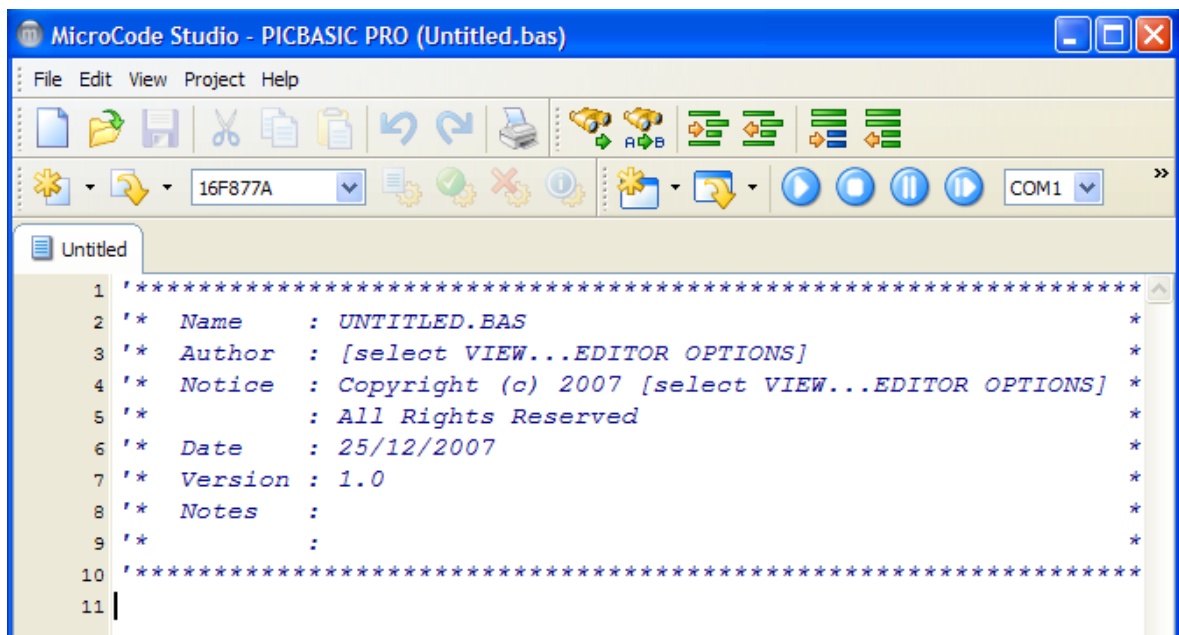 MicroCode Studio - PICBASIC PRO (Untitled.bas)
File Edit View Project Help
A B
16F877A COM1 »
Untitled
1 '****************************************************************
2 '*  Name    : UNTITLED.BAS                                      *
3 '*  Author  : [select VIEW...EDITOR OPTIONS]                    *
4 '*  Notice  : Copyright (c) 2007 [select VIEW...EDITOR OPTIONS] *
5 '*          : All Rights Reserved                               *
6 '*  Date    : 25/12/2007                                        *
7 '*  Version : 1.0                                               *
8 '*  Notes   :                                                   *
9 '*          :                                                   *
10 '****************************************************************
11